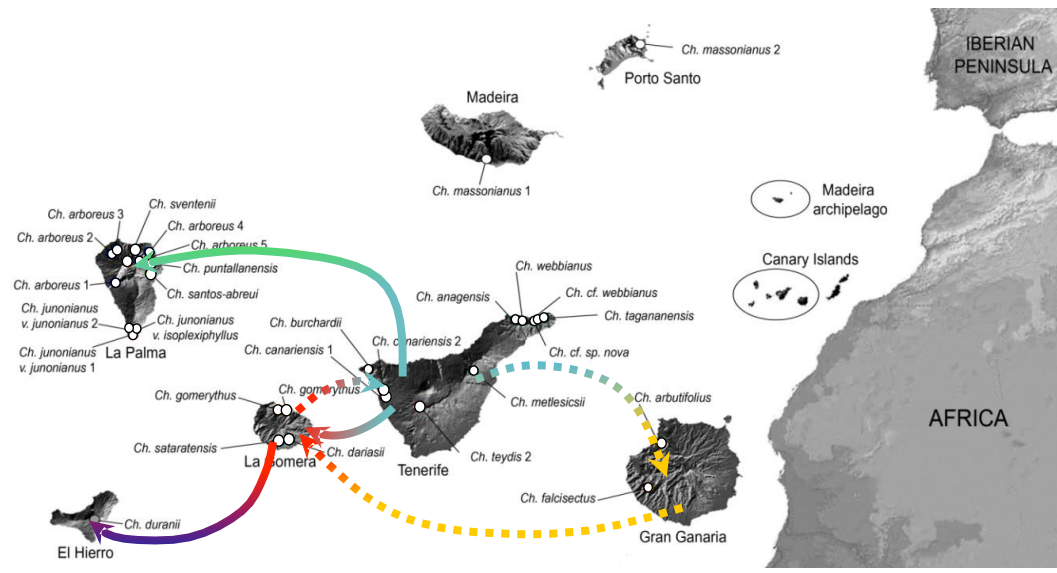 IBERIAN
PENINSULA
Ch. massonianus 2
Porto Santo
Madeira
Ch. massonianus 1
Madeira
archipelago
Canary Islands
AFRICA
Ch. sventenii
Ch. arboreus 3
Ch. arboreus 4
Ch. arboreus 2
Ch. arboreus 5
Ch. puntallanensis
Ch. arboreus 1
Ch. santos-abreui
Ch. junonianus
v. junonianus 2
Ch. junonianus
v. isoplexiphyllus
La Palma
Ch. junonianus
v. junonianus 1
Ch. webbianus
Ch. anagensis
Ch. cf. webbianus
Ch. tagananensis
Ch. cf. sp. nova
Ch. burchardii
Ch. canariensis 2
Ch. canariensis 1
Ch. metlesicsii
Ch. teydis 2
Tenerife
Ch. gomerythus
Ch. gomerythus
Ch. sataratensis
Ch. dariasii
La Gomera
Ch. arbutifolius
Ch. falcisectus
Gran Ganaria
Ch. duranii
El Hierro